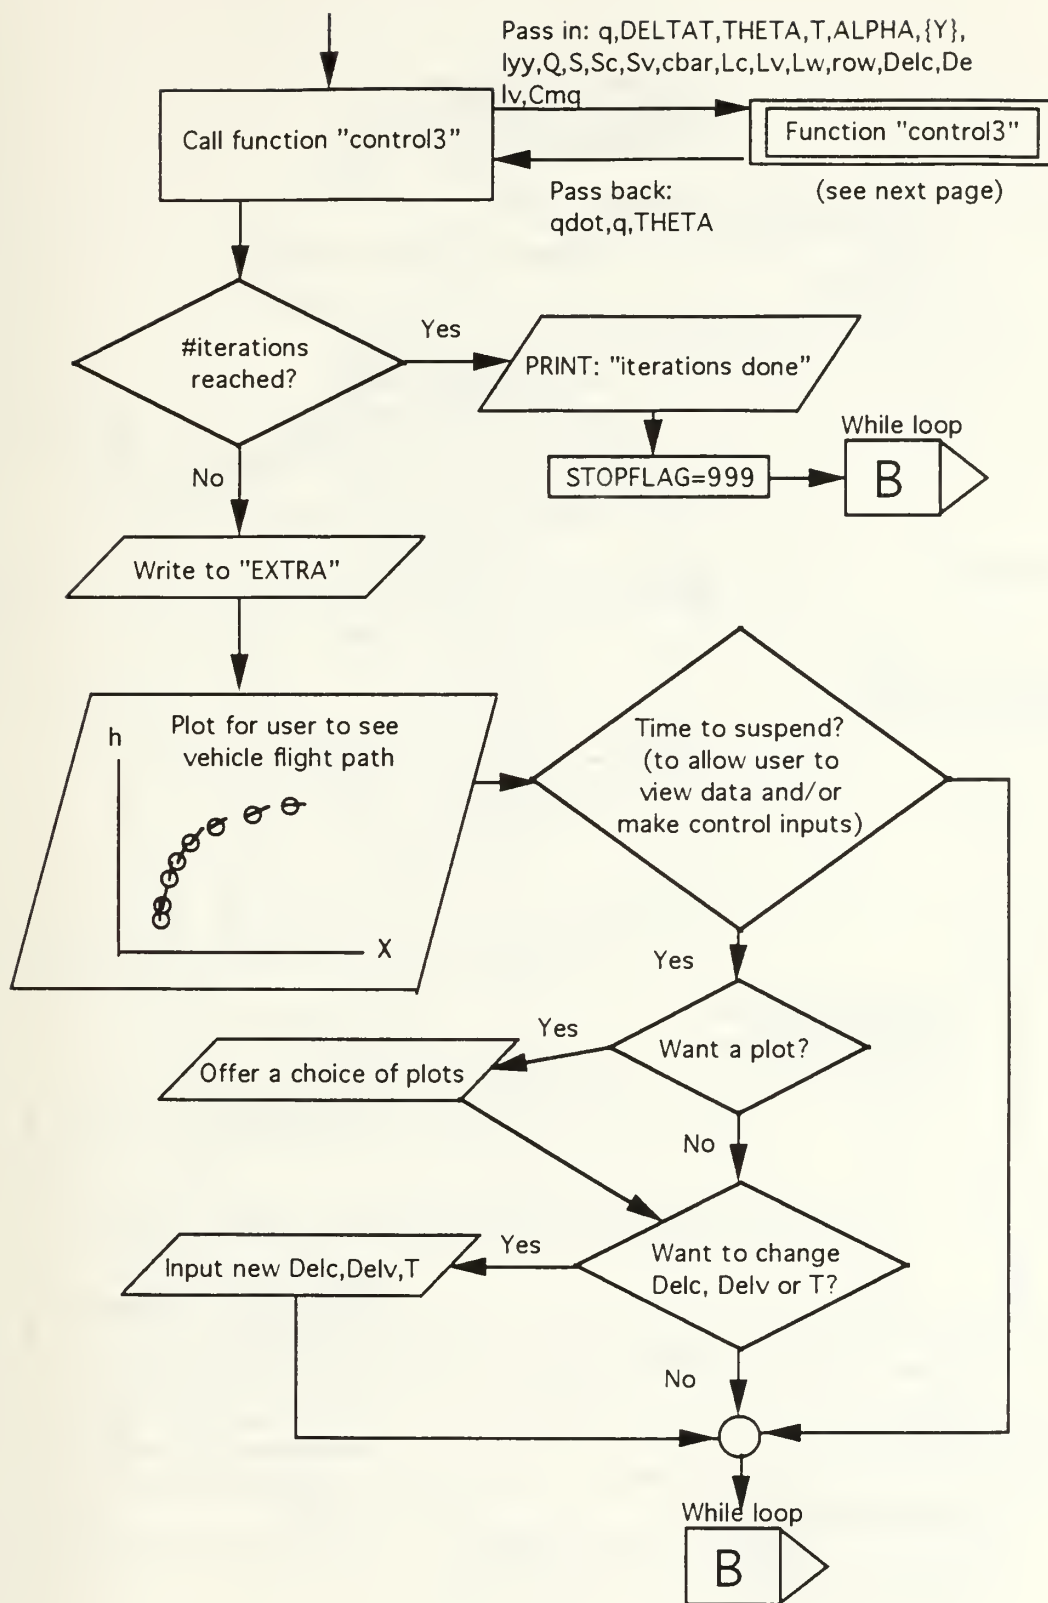 Pass in: q,DELTAT,THETA,T,ALPHA,{Y},
Iyy,Q,S,Sc,Sv,cbar,Lc,Lv,Lw,row,Delc,De
lv,Cmq
Call function "control3"
Function "control3"
(see next page)
Pass back:
qdot,q,THETA
#iterations
reached?
Yes
PRINT: "iterations done"
While loop
B
STOPFLAG=999
No
Write to "EXTRA"
Plot for user to see
vehicle flight path
h
X
Time to suspend?
(to allow user to
view data and/or
make control inputs)
Yes
Want a plot?
Yes
Offer a choice of plots
No
Want to change
Delc, Delv or T?
Yes
Input new Delc,Delv,T
No
While loop
B